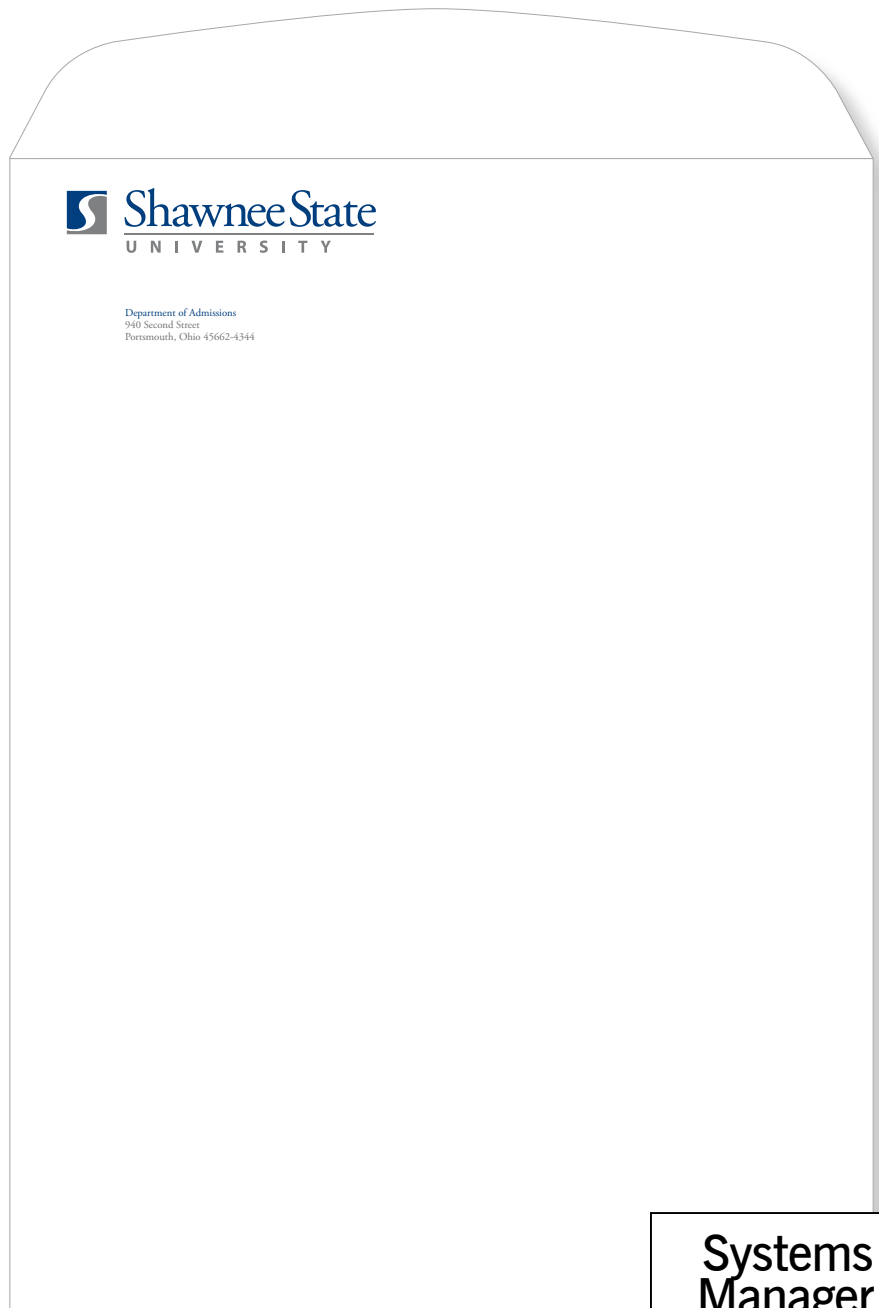 Shawnee State
UNIVERSITY
Department of Admissions
940 Second Street
Portsmouth, Ohio 45662-4344
Systems
Manager